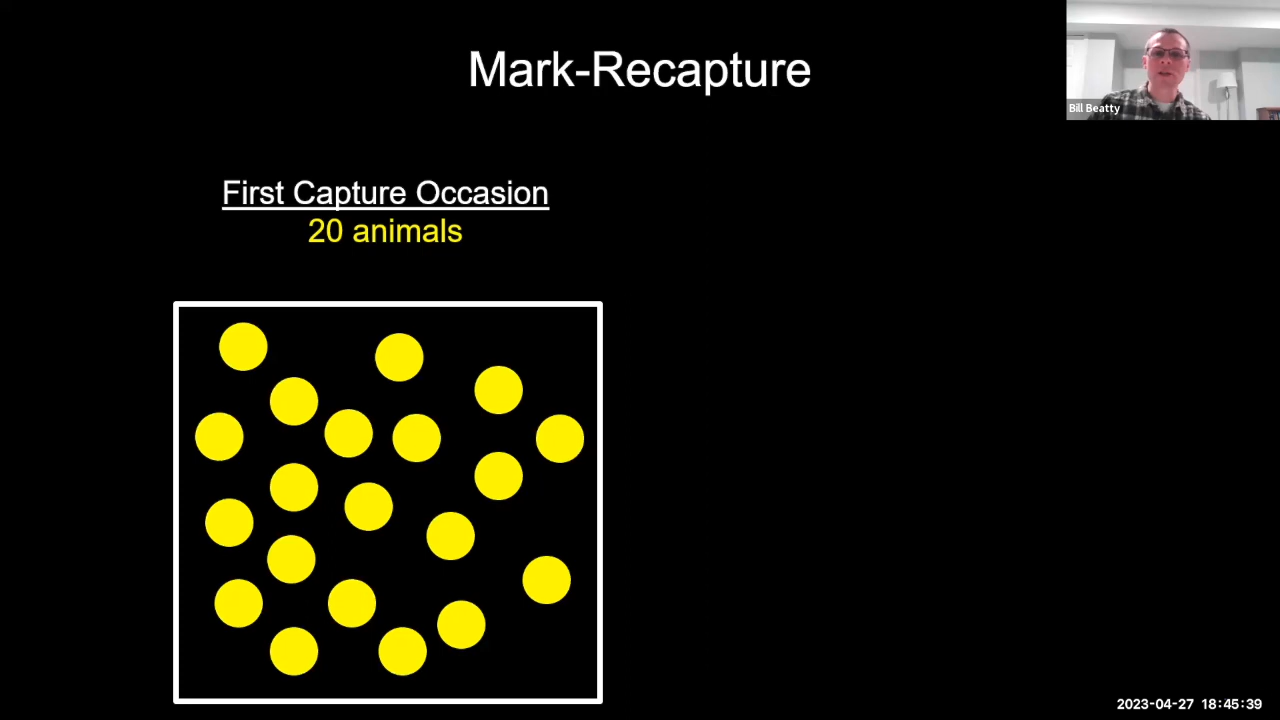 Mark-Recapture
Bill Beatty
First Capture Occasion
20 animals
2023-04-27 18:45:39